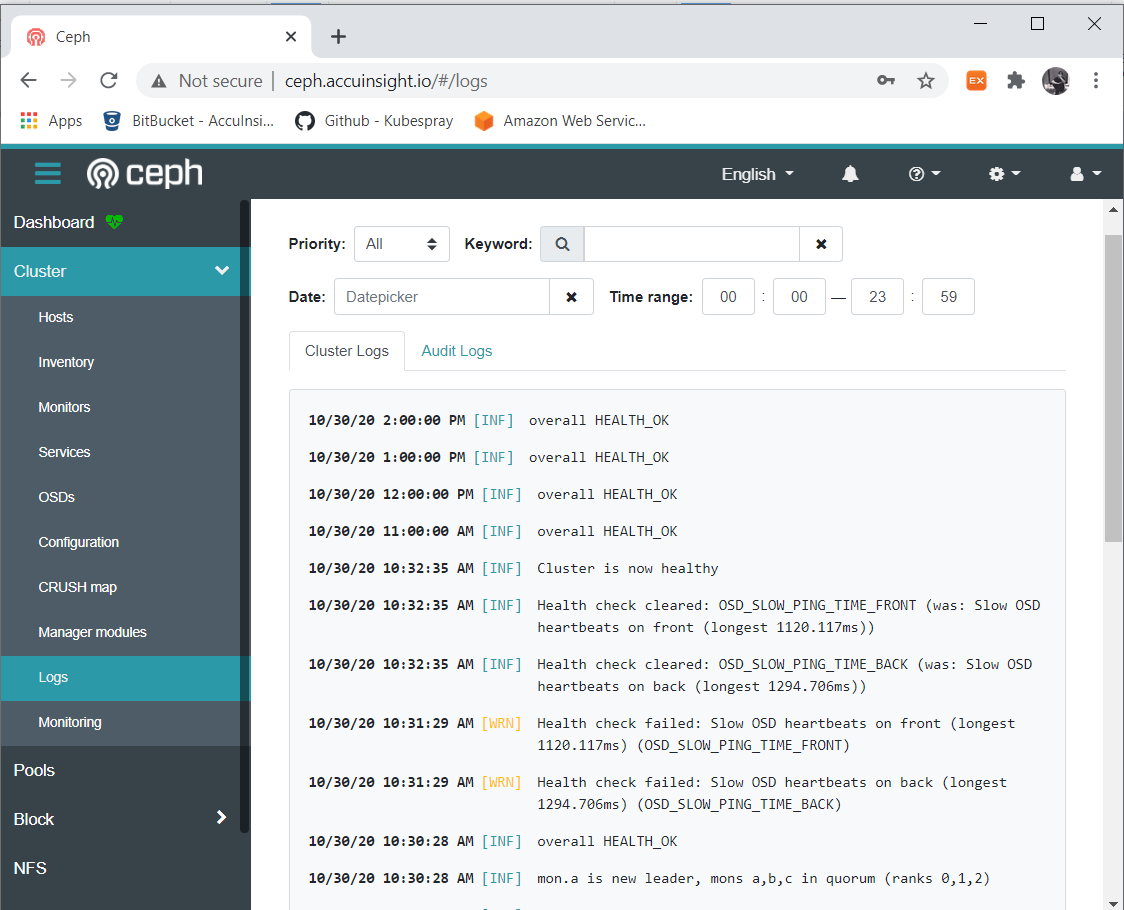 Ceph
Not secure | ceph.accuinsight.io/#/logs
EX
Apps BitBucket - AccuInsi... Github - Kubespray Amazon Web Servic...
ceph English
Dashboard
Cluster
Hosts
Inventory
Monitors
Services
OSDs
Configuration
CRUSH map
Manager modules
Logs
Monitoring
Pools
Block
NFS
Priority: All Keyword:
Date: Datepicker Time range: 00 : 00 — 23 : 59
Cluster Logs Audit Logs
10/30/20 2:00:00 PM [INF] overall HEALTH_OK
10/30/20 1:00:00 PM [INF] overall HEALTH_OK
10/30/20 12:00:00 PM [INF] overall HEALTH_OK
10/30/20 11:00:00 AM [INF] overall HEALTH_OK
10/30/20 10:32:35 AM [INF] Cluster is now healthy
10/30/20 10:32:35 AM [INF] Health check cleared: OSD_SLOW_PING_TIME_FRONT (was: Slow OSD
heartbeats on front (longest 1120.117ms))
10/30/20 10:32:35 AM [INF] Health check cleared: OSD_SLOW_PING_TIME_BACK (was: Slow OSD
heartbeats on back (longest 1294.706ms))
10/30/20 10:31:29 AM [WRN] Health check failed: Slow OSD heartbeats on front (longest
1120.117ms) (OSD_SLOW_PING_TIME_FRONT)
10/30/20 10:31:29 AM [WRN] Health check failed: Slow OSD heartbeats on back (longest
1294.706ms) (OSD_SLOW_PING_TIME_BACK)
10/30/20 10:30:28 AM [INF] overall HEALTH_OK
10/30/20 10:30:28 AM [INF] mon.a is new leader, mons a,b,c in quorum (ranks 0,1,2)